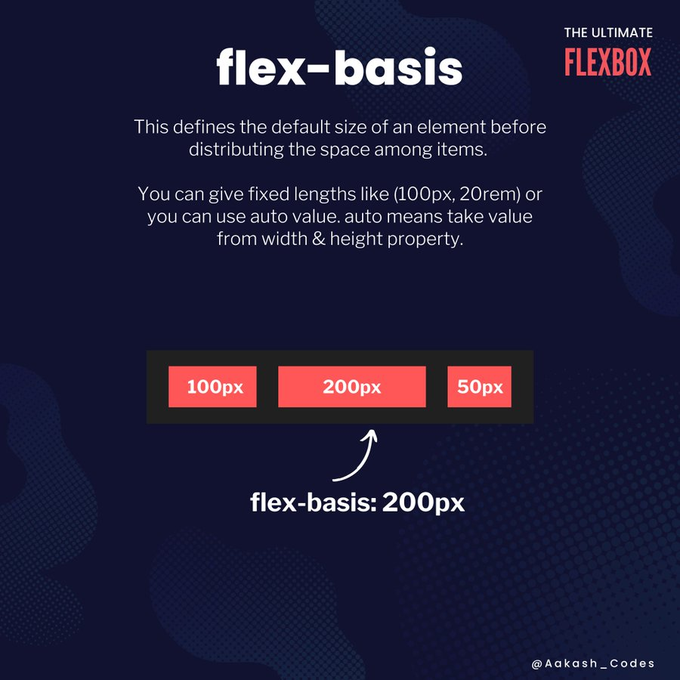 THE ULTIMATE
FLEXBOX
flex-basis
This defines the default size of an element before
distributing the space among items.
You can give fixed lengths like (100px, 20rem) or
you can use auto value. auto means take value
from width & height property.
100px 200px 50px
flex-basis: 200px
@Aakash_Codes